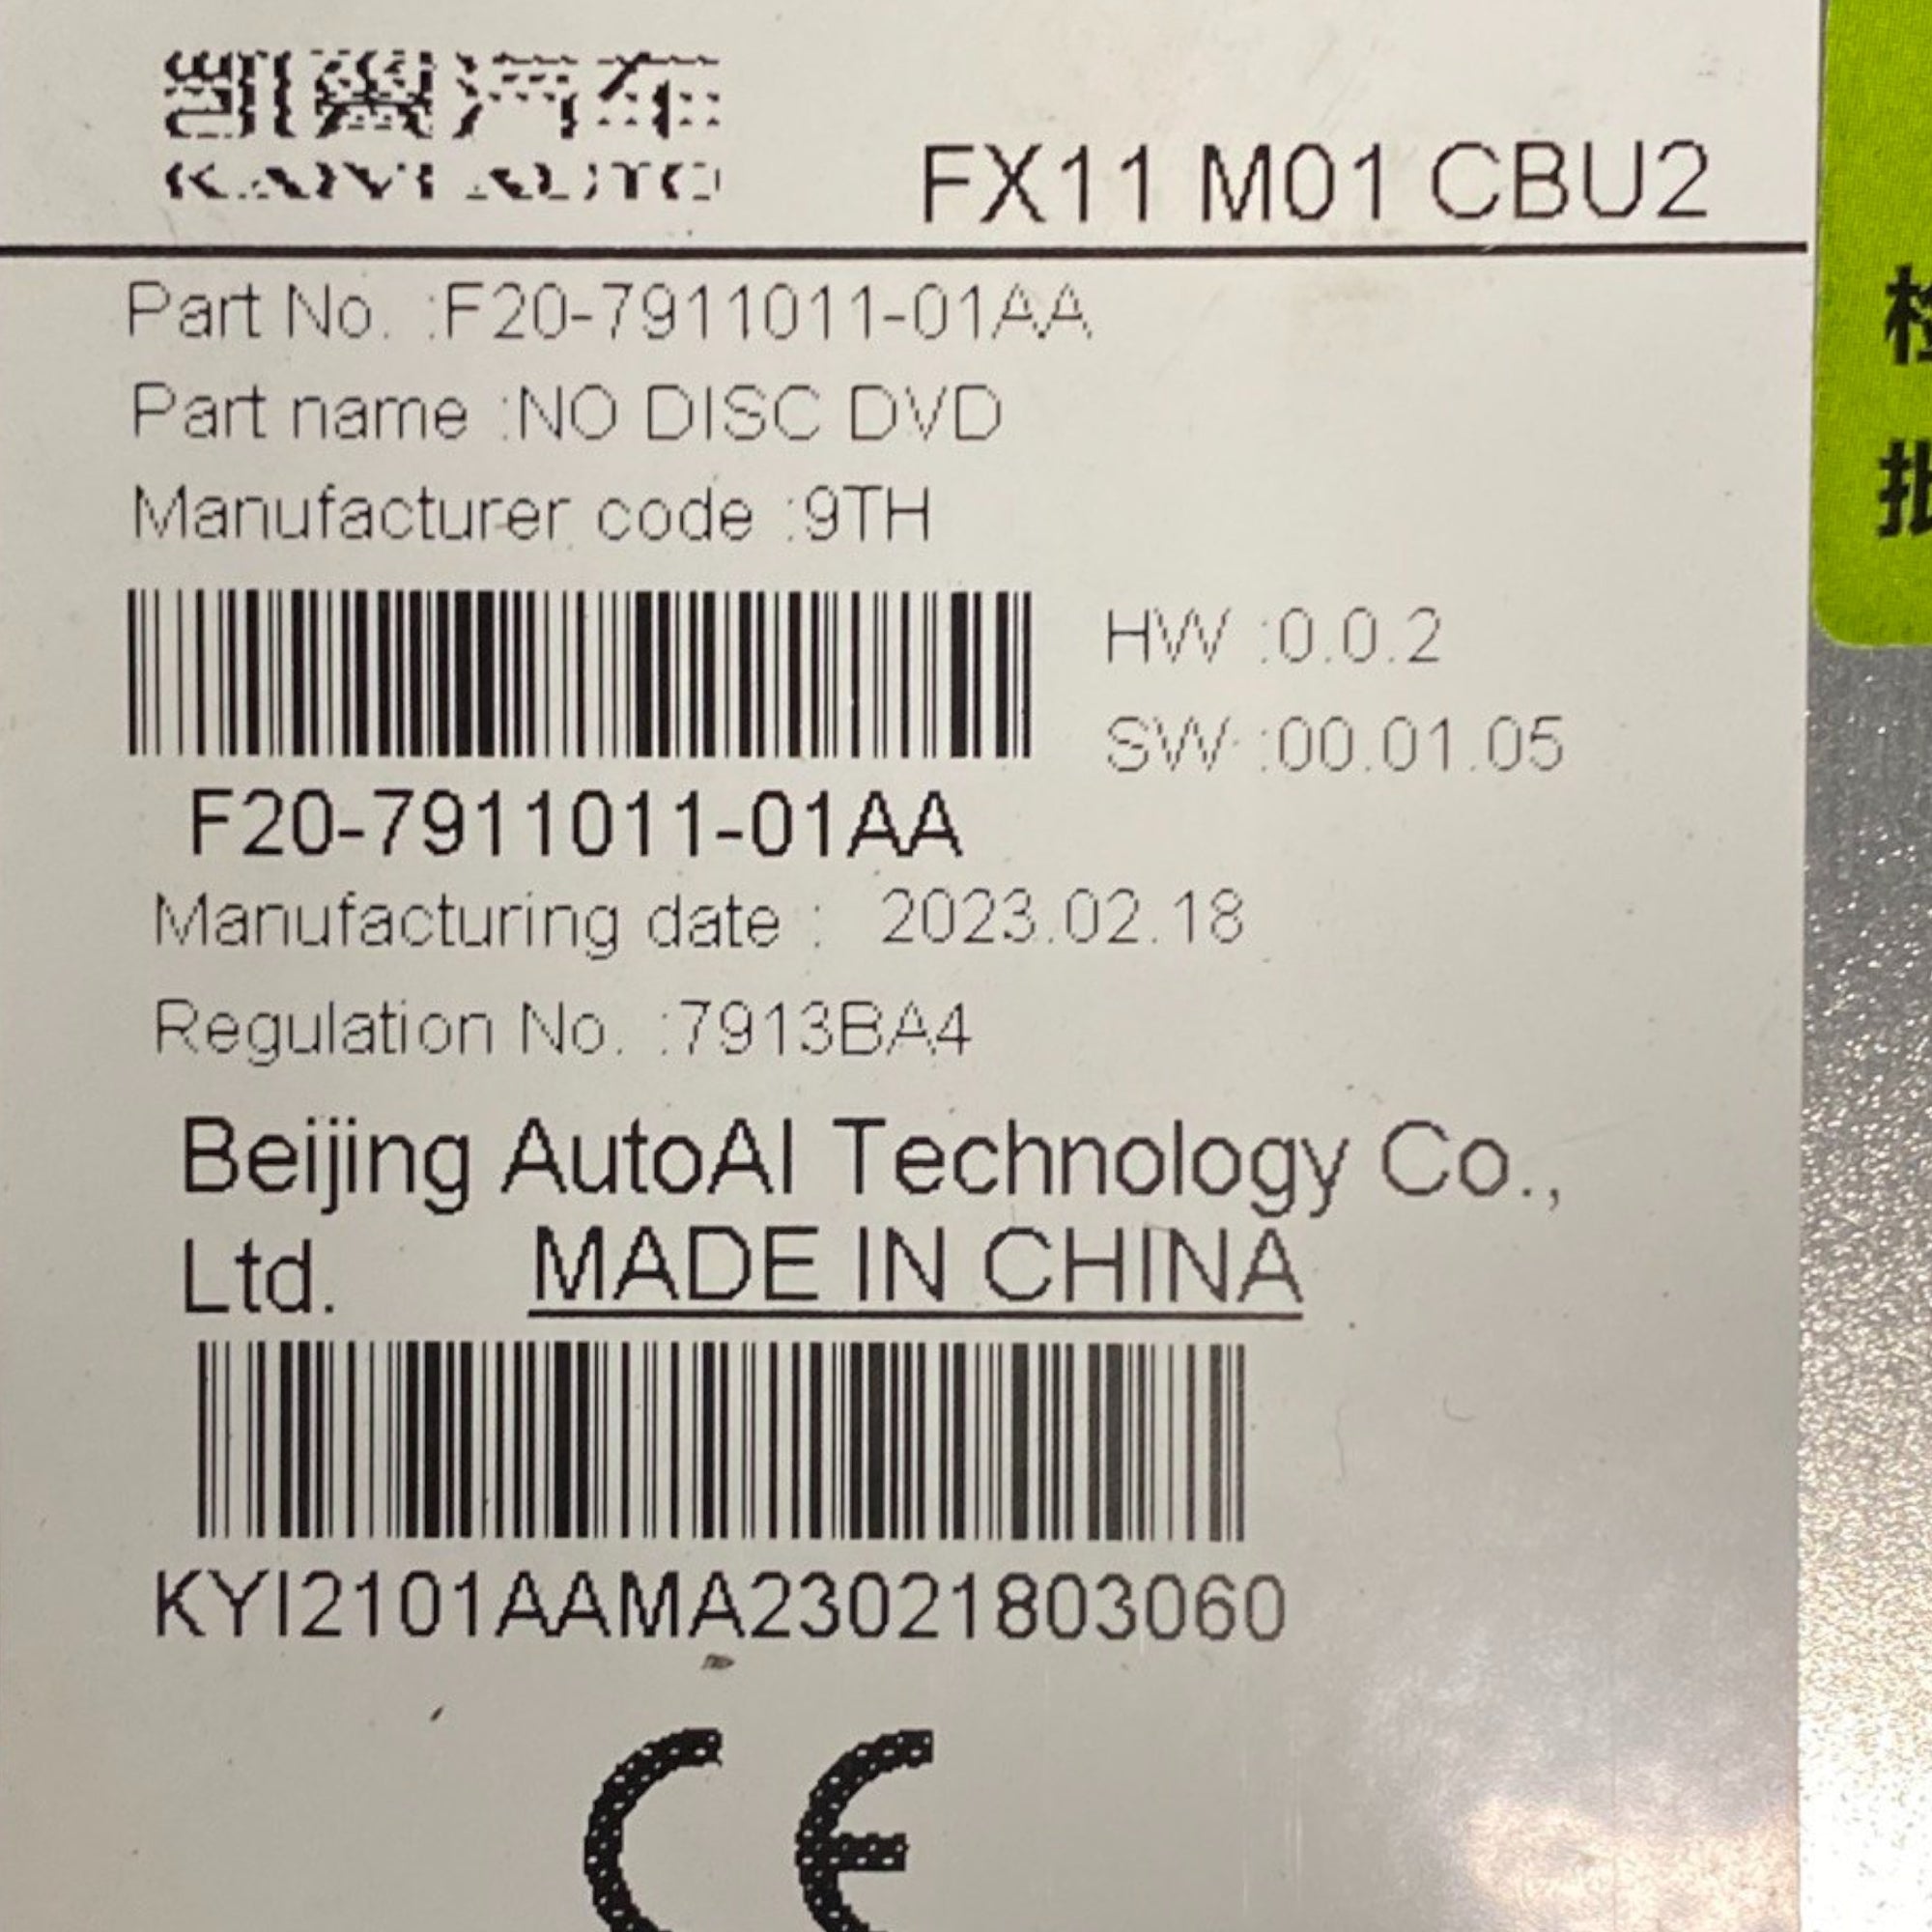 凯翼汽车
KAIYI AUTO
FX11 M01 CBU2
Part No. :F20-7911011-01AA
Part name :NO DISC DVD
Manufacturer code :9TH
HW :0.0.2
SW :00.01.05
F20-7911011-01AA
Manufacturing date : 2023.02.18
Regulation No. :7913BA4
Beijing AutoAI Technology Co.,
Ltd. MADE IN CHINA
KYI2101AAMA23021803060
CE